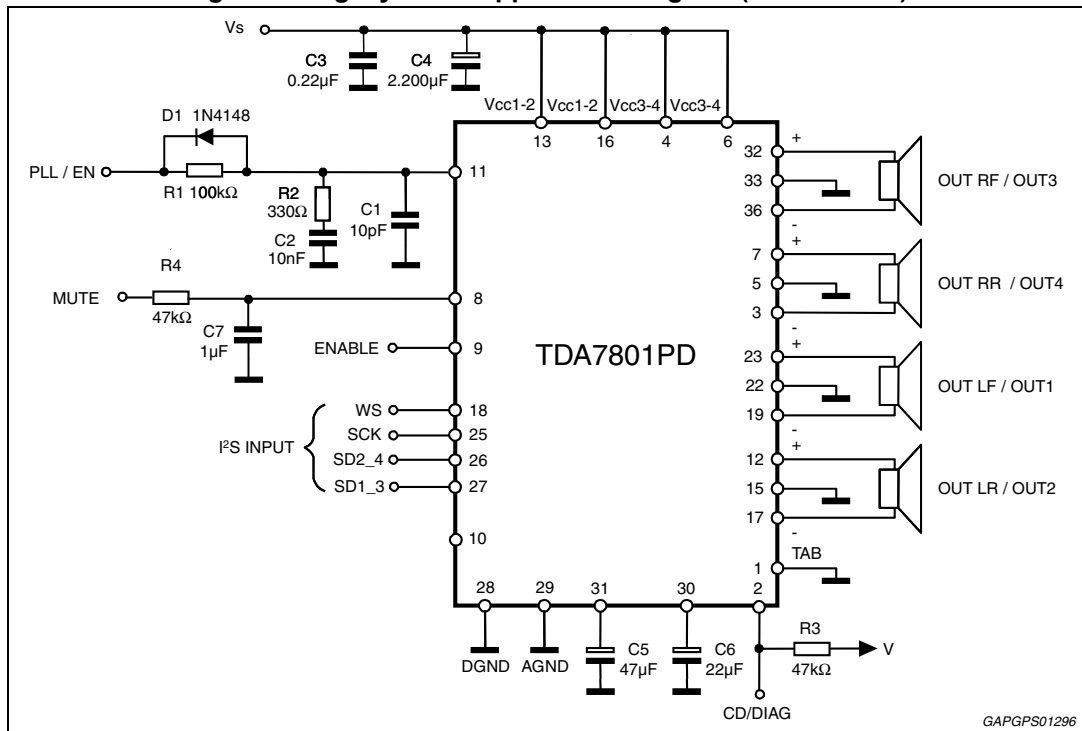 Vs
C3
0.22µF
C4
2.200µF
Vcc1-2 Vcc1-2 Vcc3-4 Vcc3-4
13 16 4 6
D1 1N4148
PLL / EN
R1 100kΩ
11
R2
330Ω
C2
10nF
C1
10pF
R4
MUTE
47kΩ
8
C7
1µF
ENABLE
9
TDA7801PD
I²S INPUT
WS
18
SCK
25
SD2_4
26
SD1_3
27
10
32
+
33
36
-
OUT RF / OUT3
7
+
5
3
-
OUT RR / OUT4
23
+
22
19
-
OUT LF / OUT1
12
+
15
17
-
OUT LR / OUT2
TAB
1
28 29 31 30 2
DGND AGND
C5
47µF
C6
22µF
R3
47kΩ
V
CD/DIAG
GAPGPS01296